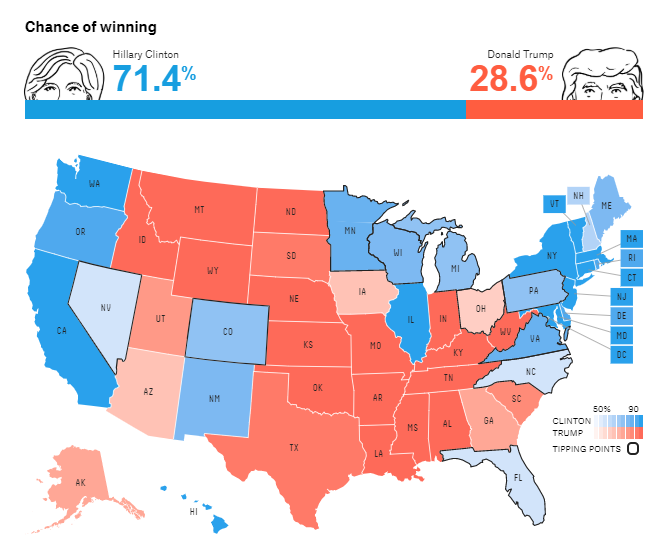 Chance of winning
Hillary Clinton
71.4%
Donald Trump
28.6%
WA
MT
ND
MN
VT
NH
ME
OR
ID
SD
WI
MI
NY
MA
RI
CT
WY
IA
NE
PA
NJ
NV
UT
CO
IL
IN
OH
DE
CA
KS
MO
WV
VA
MD
KY
DC
AZ
NM
OK
TN
NC
AR
SC
MS
AL
GA
TX
LA
FL
AK
HI
50% 90
CLINTON
TRUMP
TIPPING POINTS